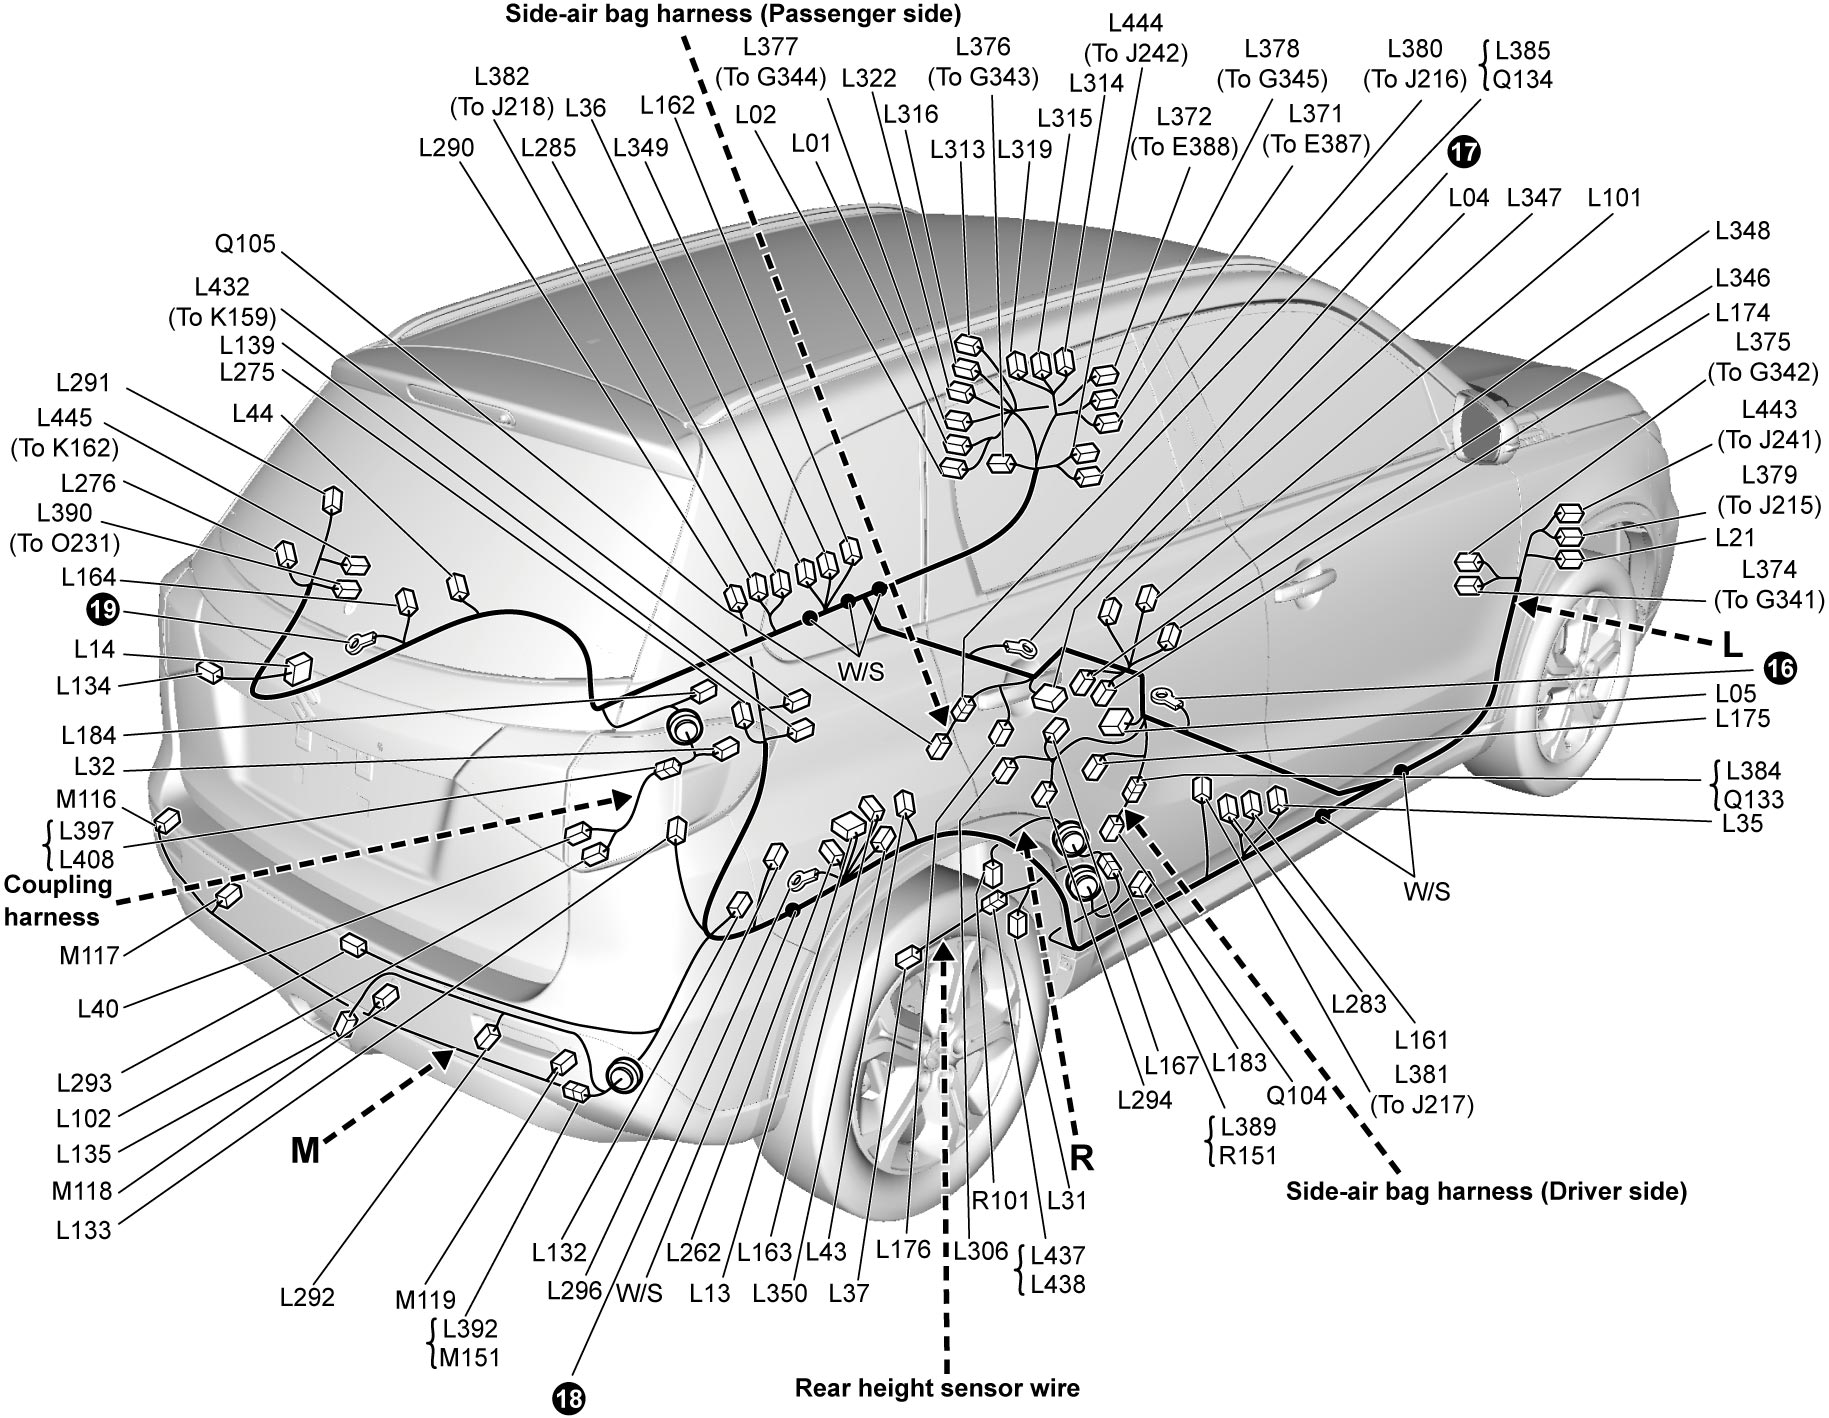 Side-air bag harness (Passenger side)
L444
(To J242)
L377
(To G344)
L376
(To G343)
L378
(To G345)
L380
(To J216)
L385
Q134
L382
(To J218)
L322
L314
L36
L162
L02
L316
L315
L372
(To E388)
L371
(To E387)
L290
L285
L349
L01
L313
L319
17
L04
L347
L101
Q105
L348
L432
(To K159)
L346
L139
L174
L275
L375
(To G342)
L291
L445
(To K162)
L44
L443
(To J241)
L276
L379
(To J215)
L390
(To O231)
L21
L164
L374
(To G341)
19
L14
L
L134
W/S
16
L05
L175
L184
L32
L384
Q133
M116
L35
L397
L408
Coupling
harness
W/S
M117
L40
L283
L161
L293
L167
L183
L381
(To J217)
L102
L294
Q104
L135
L389
R151
M
R
M118
Side-air bag harness (Driver side)
L133
R101
L31
L132
L262
L163
L43
L176
L306
L437
L438
L292
M119
L296
W/S
L13
L350
L37
L392
M151
18
Rear height sensor wire